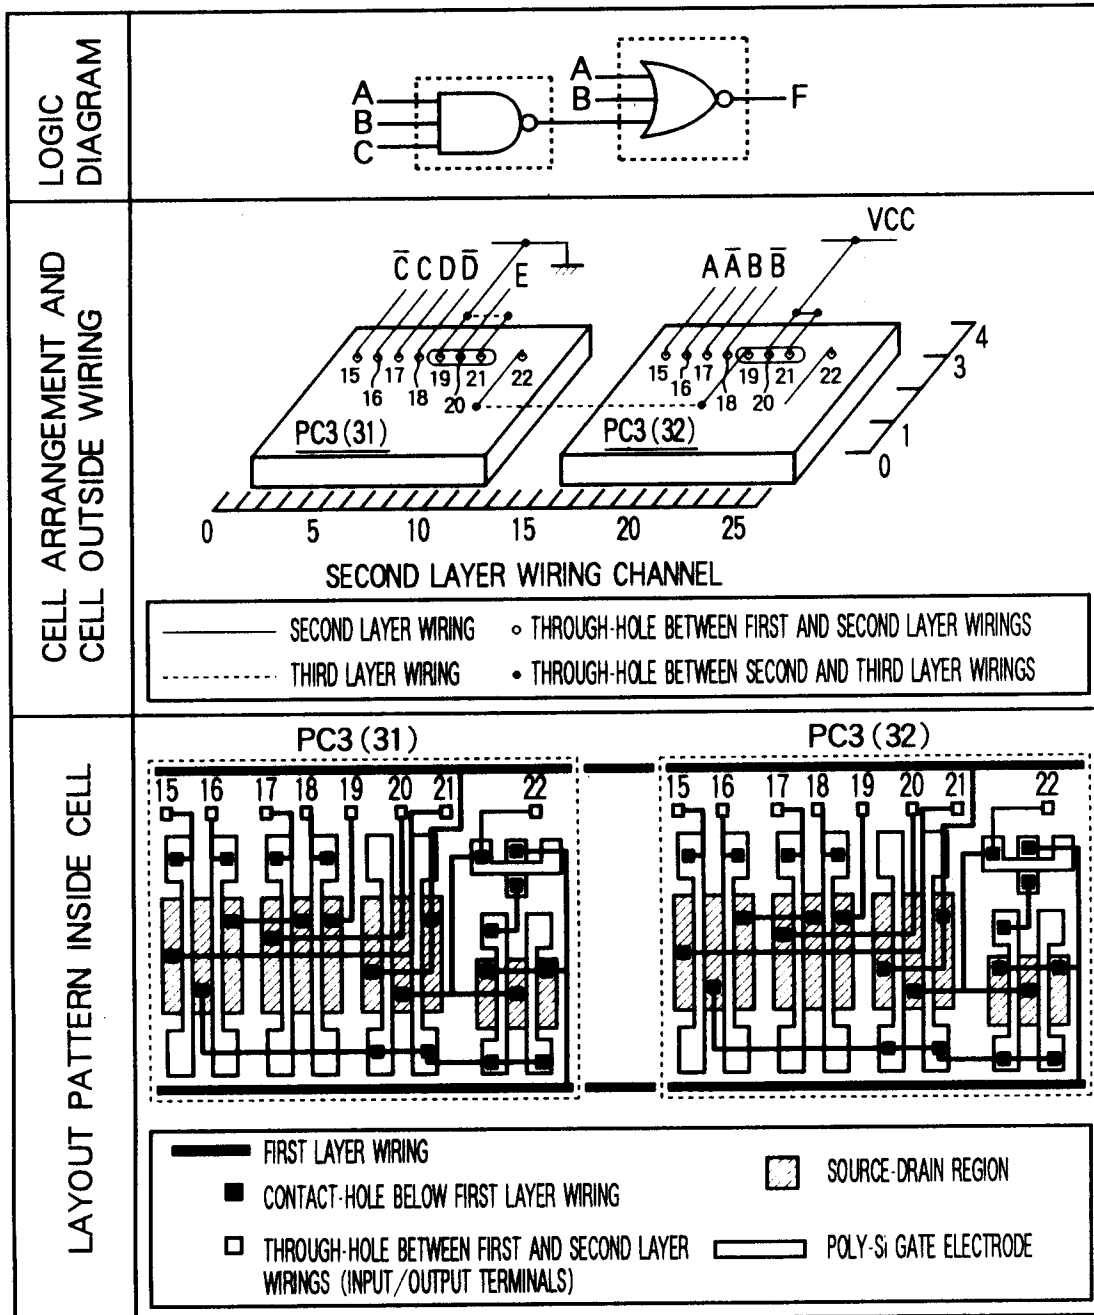 LOGIC
DIAGRAM
A
B
C
A
B
F
CELL ARRANGEMENT AND
CELL OUTSIDE WIRING
C̅ C D D̅ E
VCC
A A̅ B B̅
15 16 17 18 19 20 21 22
PC3 (31)
15 16 17 18 19 20 21 22
PC3 (32)
4
3
1
0
0 5 10 15 20 25
SECOND LAYER WIRING CHANNEL
SECOND LAYER WIRING
THROUGH-HOLE BETWEEN FIRST AND SECOND LAYER WIRINGS
THIRD LAYER WIRING
THROUGH-HOLE BETWEEN SECOND AND THIRD LAYER WIRINGS
LAYOUT PATTERN INSIDE CELL
PC3 (31)
PC3 (32)
15 16 17 18 19 20 21 22
15 16 17 18 19 20 21 22
FIRST LAYER WIRING
CONTACT-HOLE BELOW FIRST LAYER WIRING
SOURCE-DRAIN REGION
THROUGH-HOLE BETWEEN FIRST AND SECOND LAYER
WIRINGS (INPUT/OUTPUT TERMINALS)
POLY-Si GATE ELECTRODE